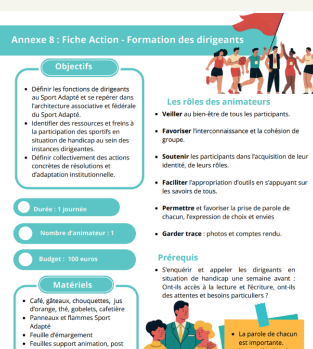 Annexe 8 : Fiche Action - Formation des dirigeants
Objectifs
• Définir les fonctions de dirigeants
au Sport Adapté et se repérer dans
l'architecture associative et fédérale
du Sport Adapté.
• Identifier des ressources et freins à
la participation des sportifs en
situation de handicap au sein des
instances dirigeantes.
• Définir collectivement des actions
concrètes de résolutions et
d'adaptation institutionnelle.
Durée : 1 journée
Nombre d'animateur : 1
Budget : 100 euros
Matériels
• Café, gâteaux, chouquettes, jus
d'orange, thé, gobelets, cafetière
• Panneaux et flammes Sport
Adapté
• Feuille d'émargement
• Feuilles support animation, post
Les rôles des animateurs
• Veiller au bien-être de tous les participants.
• Favoriser l'interconnaissance et la cohésion de
groupe.
• Soutenir les participants dans l'acquisition de leur
identité, de leurs rôles.
• Faciliter l'appropriation d'outils en s'appuyant sur
les savoirs de tous.
• Permettre et favoriser la prise de parole de
chacun, l'expression de choix et envies
• Garder trace : photos et comptes rendu.
Prérequis
• S'enquérir et appeler les dirigeants en
situation de handicap une semaine avant :
Ont-ils accès à la lecture et l'écriture, ont-ils
des attentes et besoins particuliers ?
• La parole de chacun
est importante.